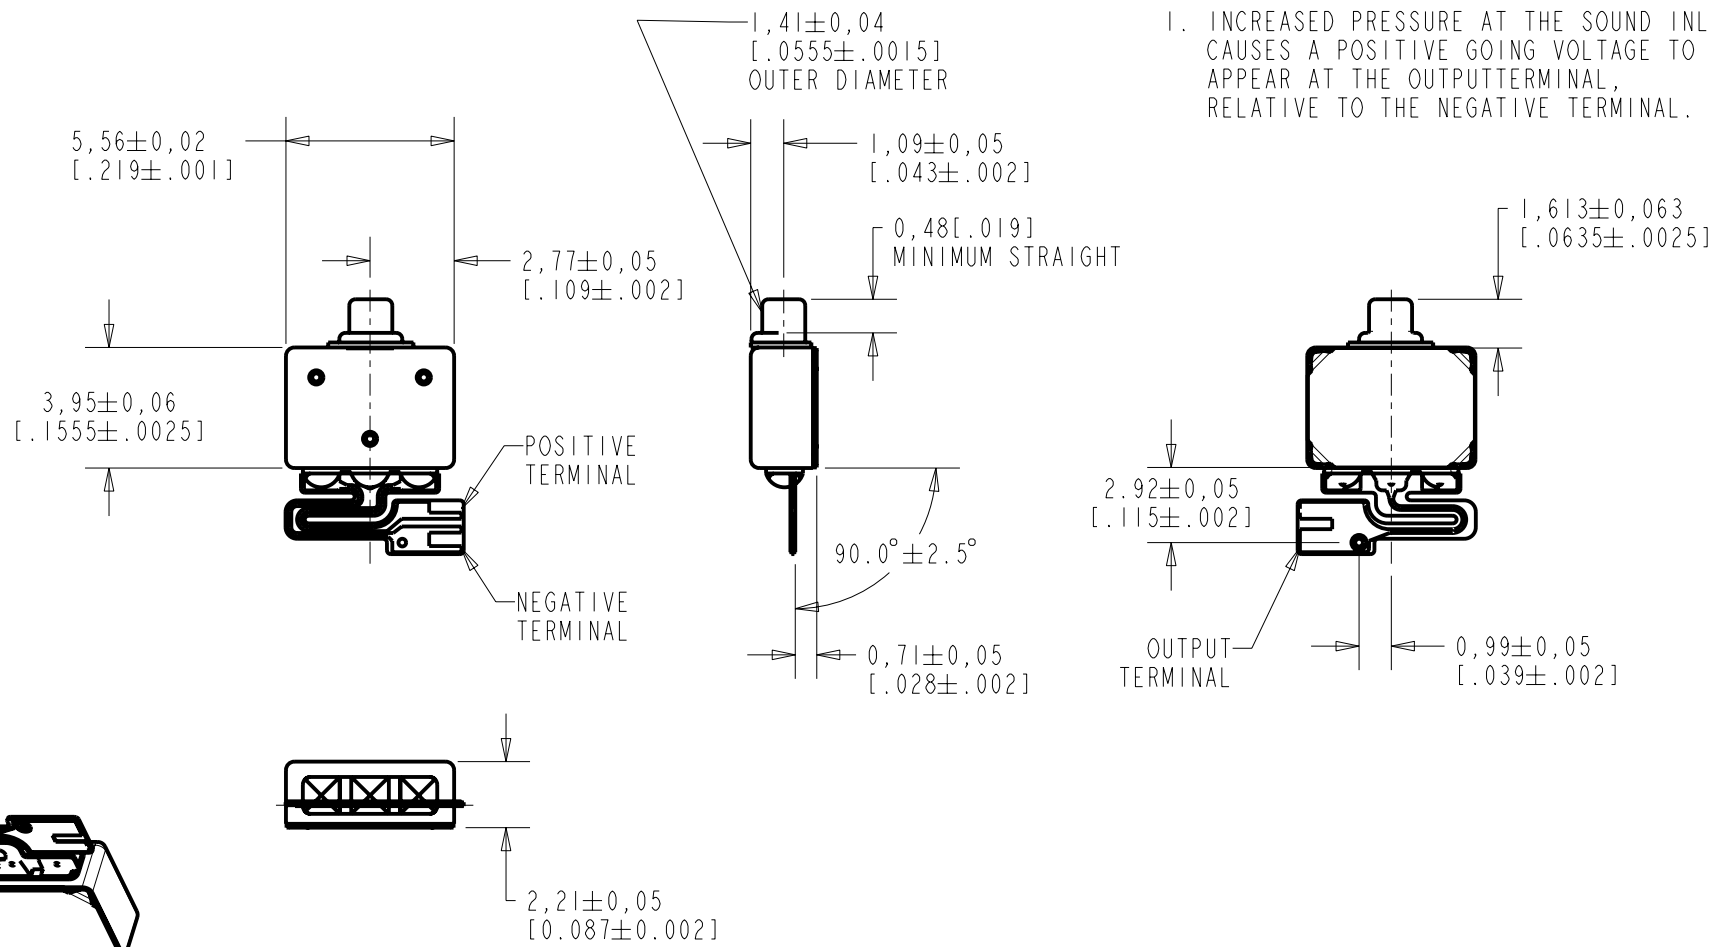 1,41±0,04
[.0555±.0015]
OUTER DIAMETER
1. INCREASED PRESSURE AT THE SOUND INL
CAUSES A POSITIVE GOING VOLTAGE TO
APPEAR AT THE OUTPUTTERMINAL,
RELATIVE TO THE NEGATIVE TERMINAL.
5,56±0,02
[.219±.001]
1,09±0,05
[.043±.002]
0,48[.019]
MINIMUM STRAIGHT
1,613±0,063
[.0635±.0025]
2,77±0,05
[.109±.002]
3,95±0,06
[.1555±.0025]
POSITIVE
TERMINAL
2.92±0,05
[.115±.002]
90.0°±2.5°
NEGATIVE
TERMINAL
OUTPUT
TERMINAL
0,71±0,05
[.028±.002]
0,99±0,05
[.039±.002]
2,21±0,05
[0.087±0.002]